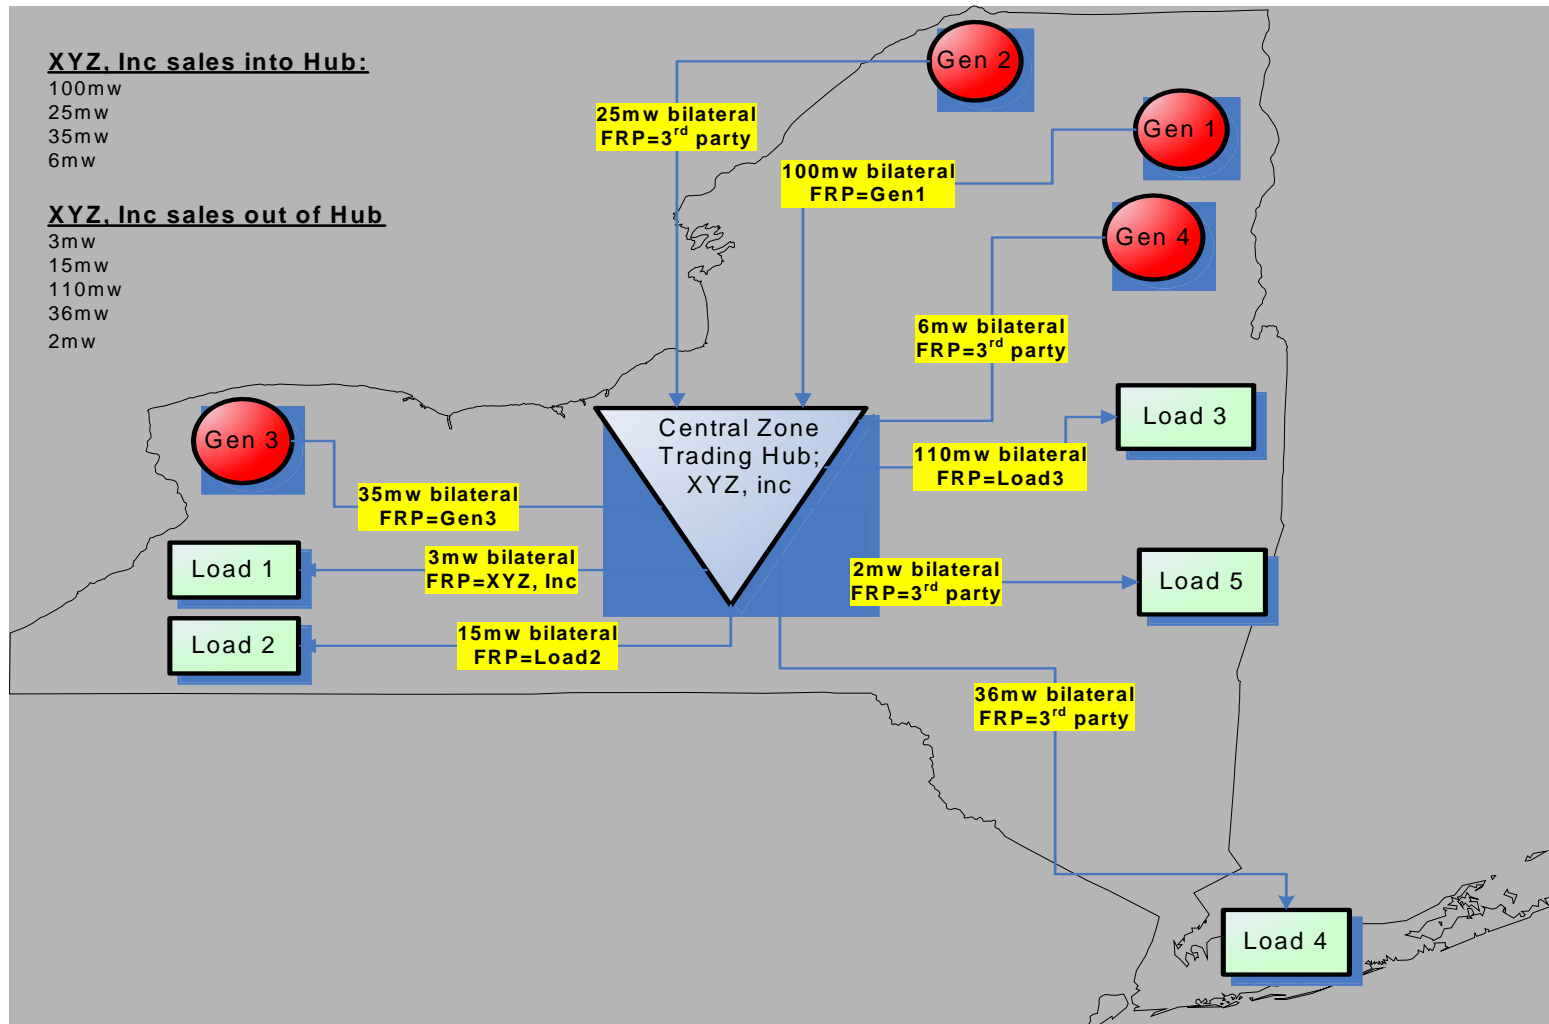 XYZ, Inc sales into Hub:
100mw
25mw
35mw
6mw
XYZ, Inc sales out of Hub
3mw
15mw
110mw
36mw
2mw
Gen 2
25mw bilateral
FRP=3rd party
Gen 1
100mw bilateral
FRP=Gen1
Gen 4
6mw bilateral
FRP=3rd party
Gen 3
Central Zone
Trading Hub;
XYZ, inc
Load 3
110mw bilateral
FRP=Load3
35mw bilateral
FRP=Gen3
Load 1
3mw bilateral
FRP=XYZ, Inc
2mw bilateral
FRP=3rd party
Load 5
Load 2
15mw bilateral
FRP=Load2
36mw bilateral
FRP=3rd party
Load 4